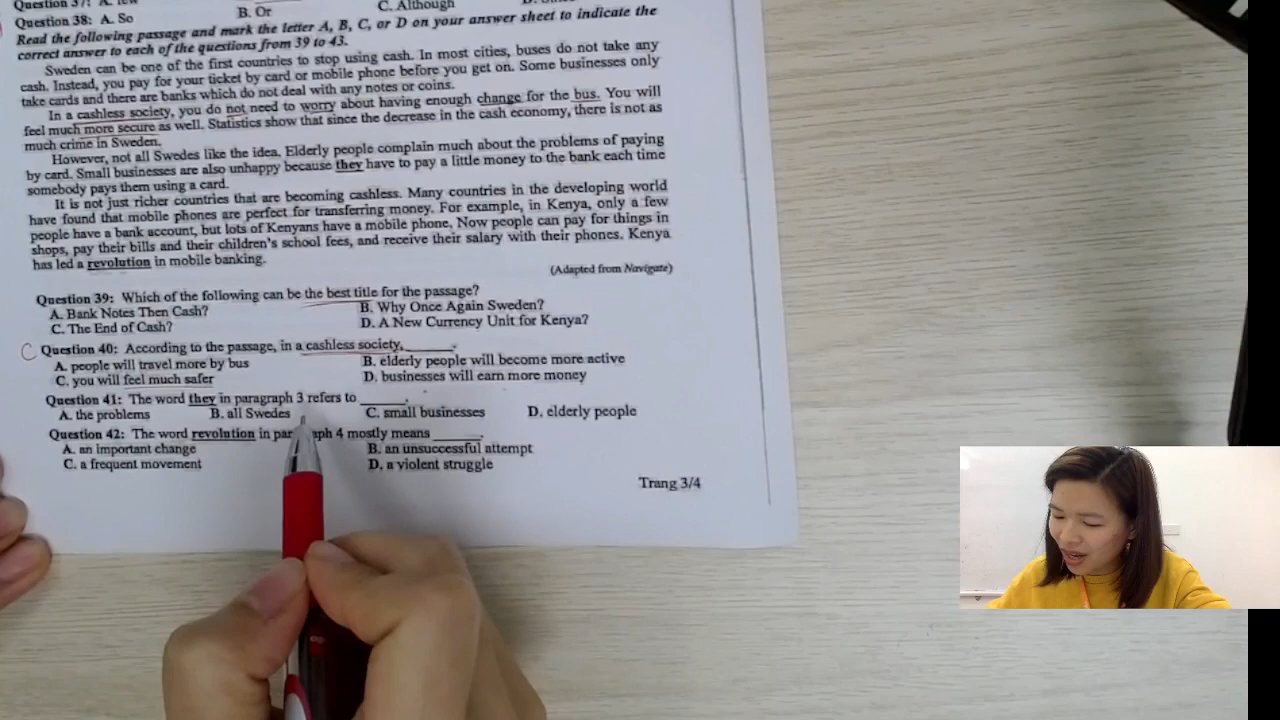 Question 37: A. few
Question 38: A. So B. Or C. Although D. Since
Read the following passage and mark the letter A, B, C, or D on your answer sheet to indicate the
correct answer to each of the questions from 39 to 43.
Sweden can be one of the first countries to stop using cash. In most cities, buses do not take any
cash. Instead, you pay for your ticket by card or mobile phone before you get on. Some businesses only
take cards and there are banks which do not deal with any notes or coins.
In a cashless society, you do not need to worry about having enough change for the bus. You will
feel much more secure as well. Statistics show that since the decrease in the cash economy, there is not as
much crime in Sweden.
However, not all Swedes like the idea. Elderly people complain much about the problems of paying
by card. Small businesses are also unhappy because they have to pay a little money to the bank each time
somebody pays them using a card.
It is not just richer countries that are becoming cashless. Many countries in the developing world
have found that mobile phones are perfect for transferring money. For example, in Kenya, only a few
people have a bank account, but lots of Kenyans have a mobile phone. Now people can pay for things in
shops, pay their bills and their children's school fees, and receive their salary with their phones. Kenya
has led a revolution in mobile banking.
(Adapted from Navigate)
Question 39: Which of the following can be the best title for the passage?
A. Bank Notes Then Cash? B. Why Once Again Sweden?
C. The End of Cash? D. A New Currency Unit for Kenya?
C Question 40: According to the passage, in a cashless society, ______.
A. people will travel more by bus B. elderly people will become more active
C. you will feel much safer D. businesses will earn more money
Question 41: The word they in paragraph 3 refers to ______.
A. the problems B. all Swedes C. small businesses D. elderly people
Question 42: The word revolution in par aph 4 mostly means ______.
A. an important change B. an unsuccessful attempt
C. a frequent movement D. a violent struggle
Trang 3/4